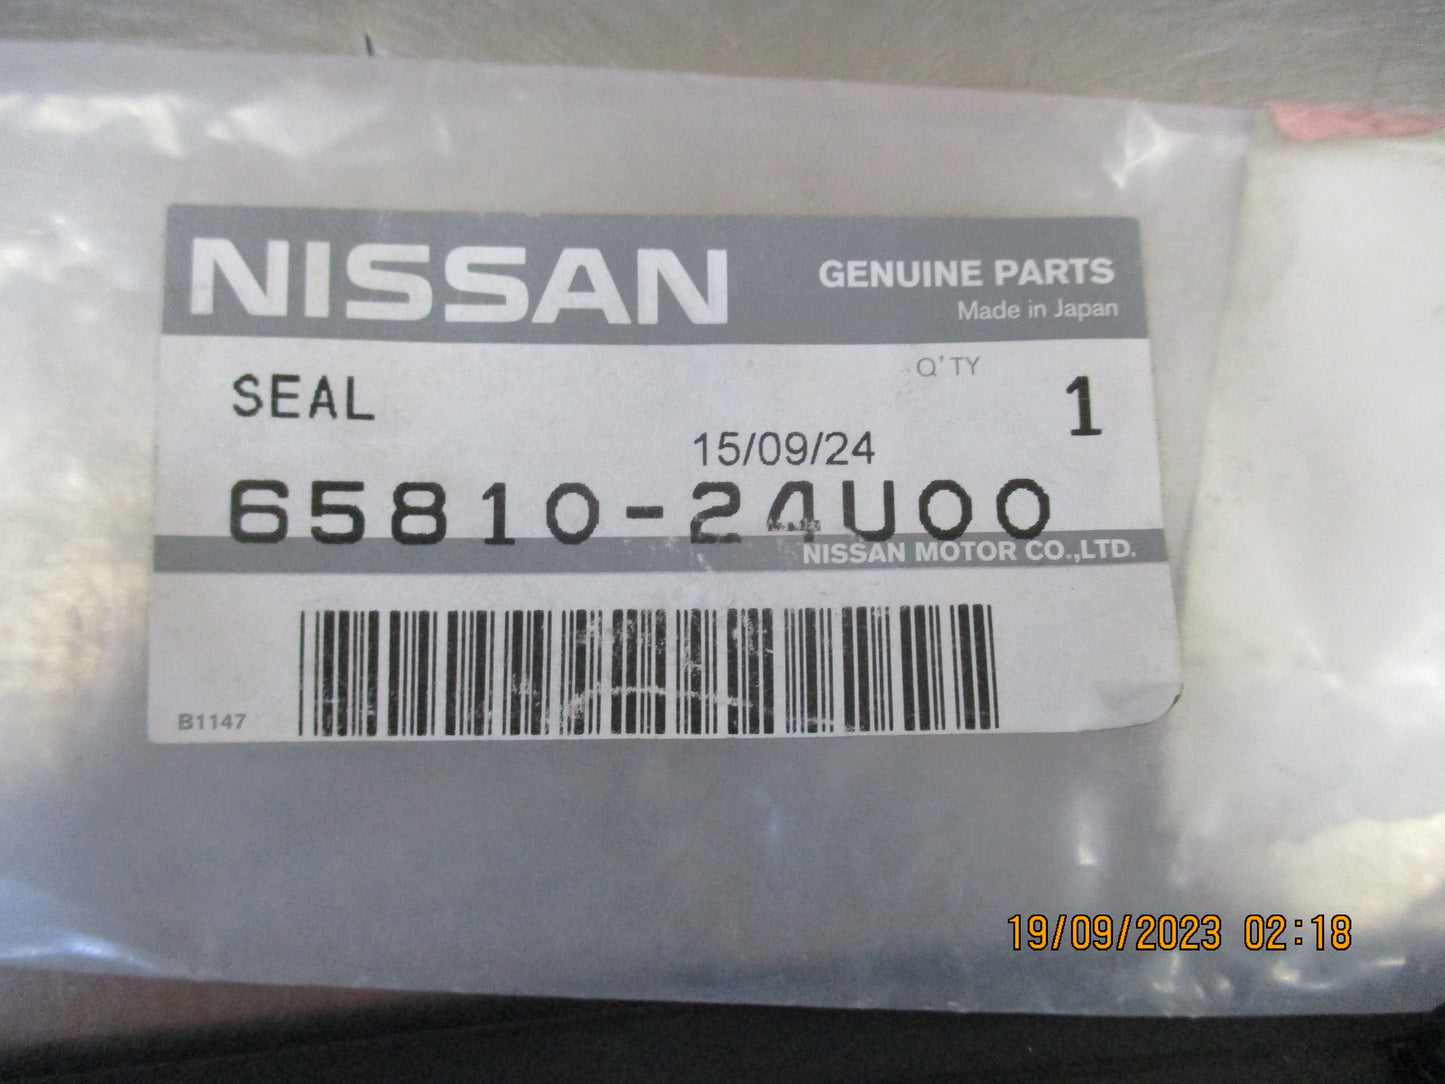 NISSAN
GENUINE PARTS
Made in Japan
Q'TY
SEAL
1
15/09/24
65810-24U00
NISSAN MOTOR CO.,LTD.
B1147
19/09/2023 02:18